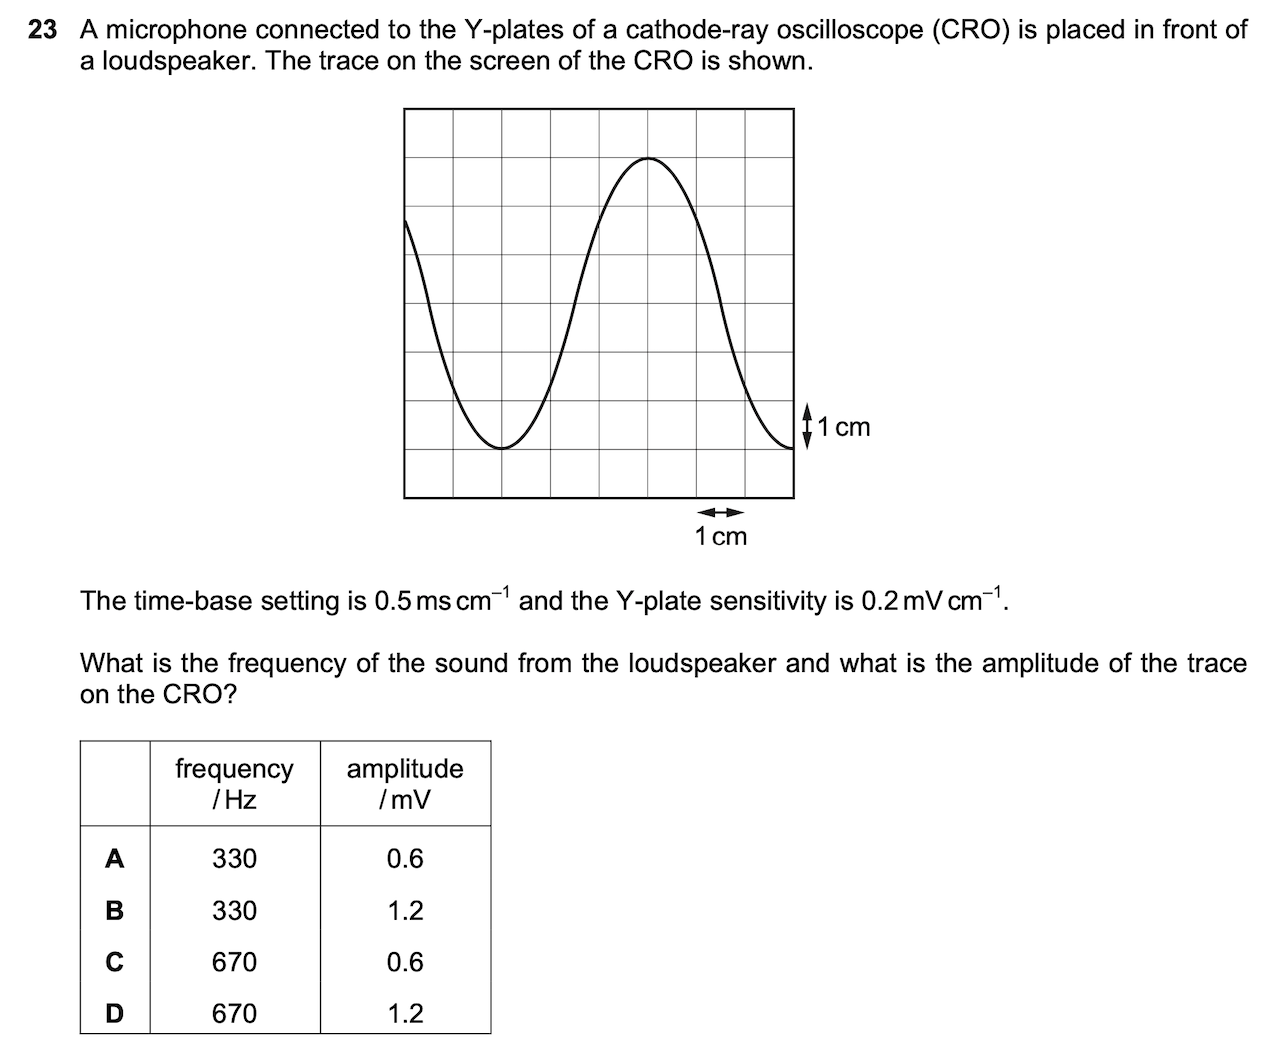 23 A microphone connected to the Y-plates of a cathode-ray oscilloscope (CRO) is placed in front of
a loudspeaker. The trace on the screen of the CRO is shown.
1 cm
1 cm
The time-base setting is 0.5 ms cm⁻¹ and the Y-plate sensitivity is 0.2 mV cm⁻¹.
What is the frequency of the sound from the loudspeaker and what is the amplitude of the trace
on the CRO?
frequency amplitude
/ Hz / mV
A 330 0.6
B 330 1.2
C 670 0.6
D 670 1.2